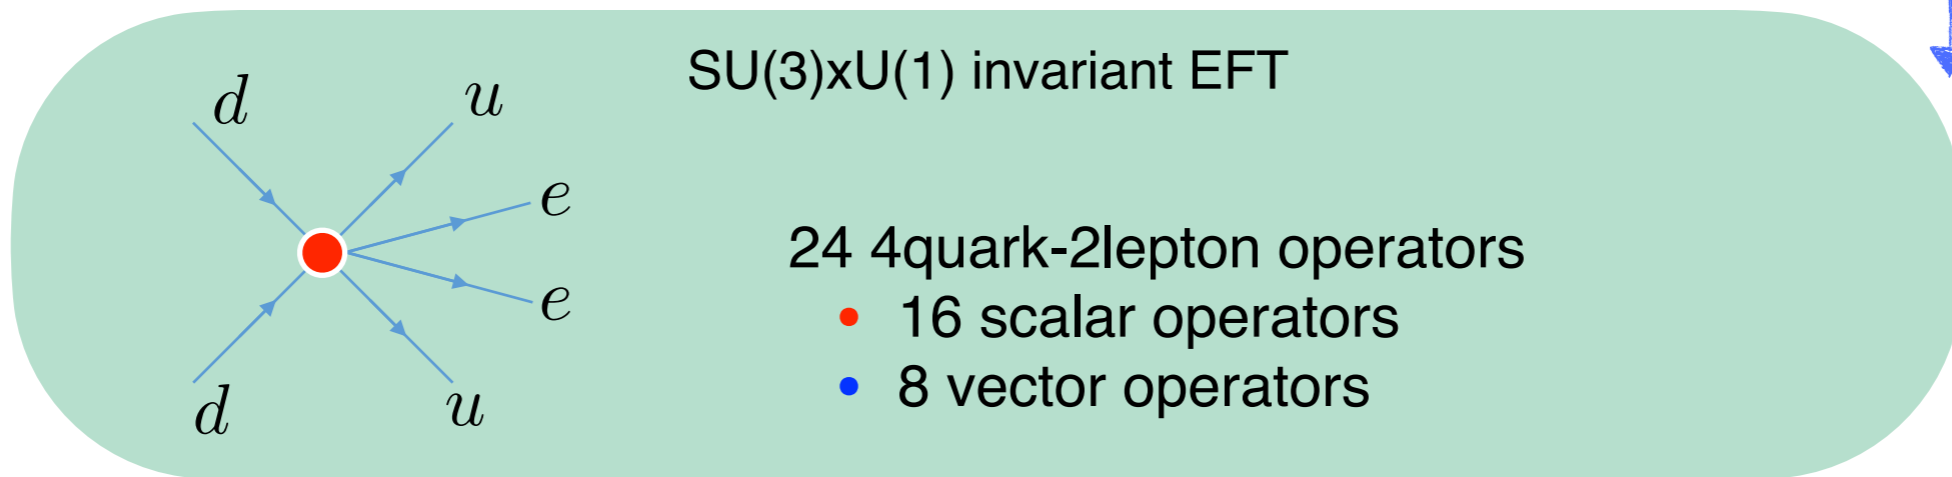 SU(3)xU(1) invariant EFT
d
u
e
e
d
u
24 4quark-2lepton operators
• 16 scalar operators
• 8 vector operators